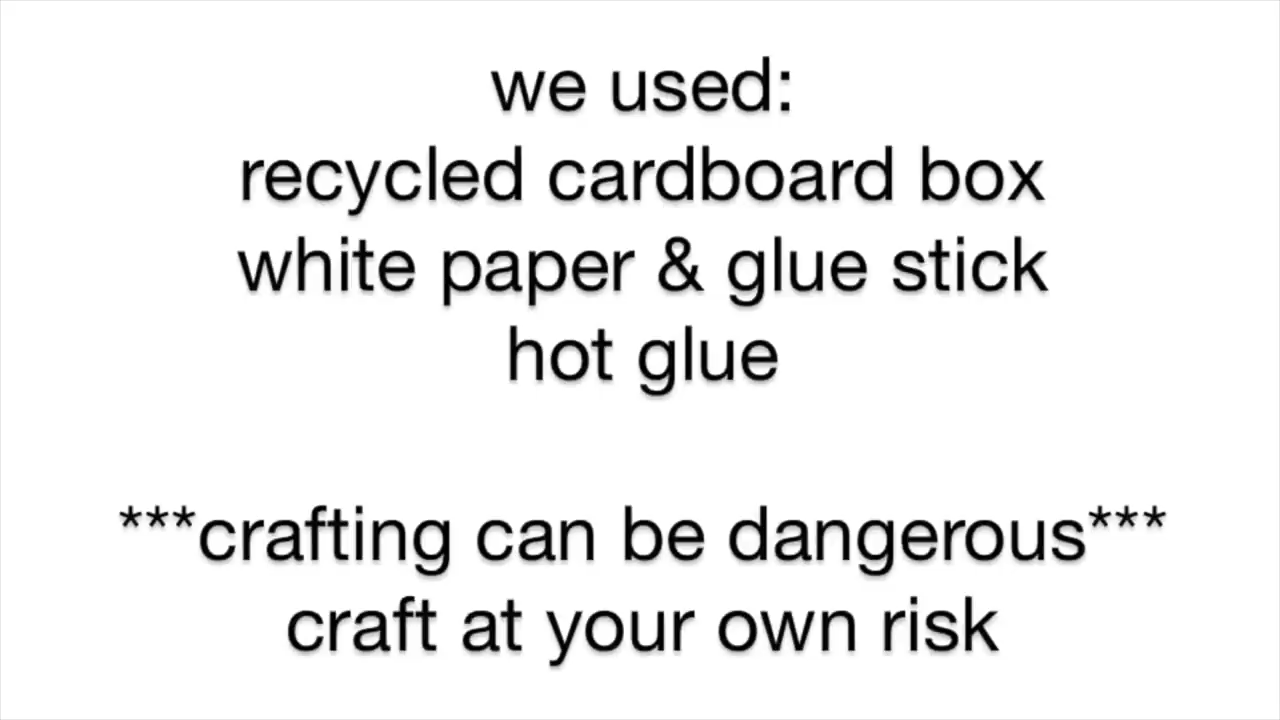 we used:
recycled cardboard box
white paper & glue stick
hot glue
***crafting can be dangerous***
craft at your own risk